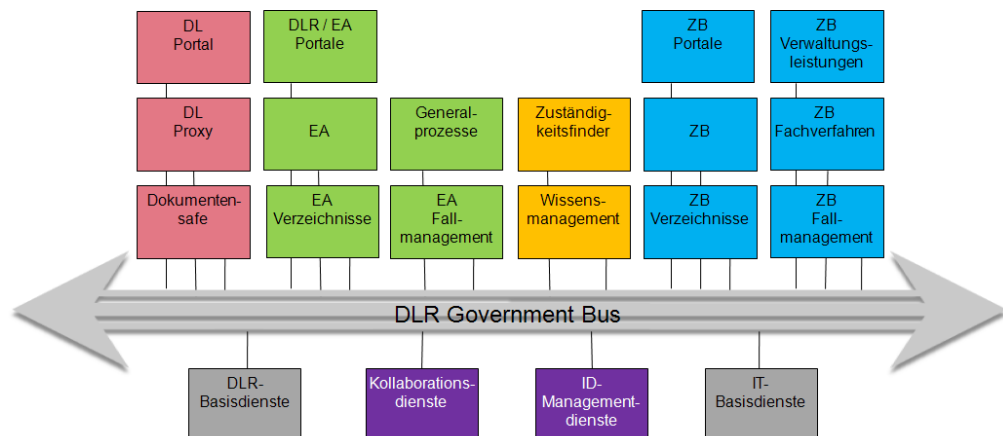 DL
Portal
DLR / EA
Portale
ZB
Portale
ZB
Verwaltungs-
leistungen
DL
Proxy
EA
General-
prozesse
Zuständig-
keitsfinder
ZB
ZB
Fachverfahren
Dokumenten-
safe
EA
Verzeichnisse
EA
Fall-
management
Wissens-
management
ZB
Verzeichnisse
ZB
Fall-
management
DLR Government Bus
DLR-
Basisdienste
Kollaborations-
dienste
ID-
Management-
dienste
IT-
Basisdienste